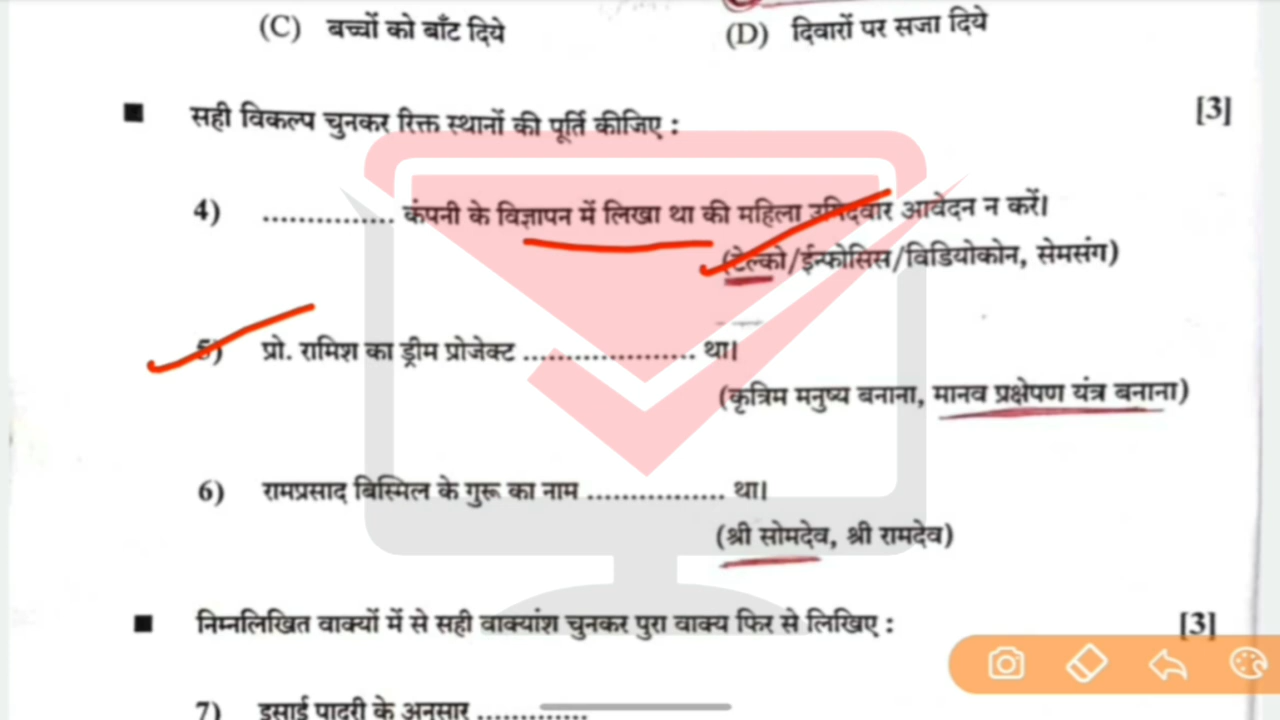 (C) बच्चों को बाँट दिये (D) दिवारों पर सजा दिये
■ सही विकल्प चुनकर रिक्त स्थानों की पूर्ति कीजिए : [3]
4) ............... कंपनी के विज्ञापन में लिखा था की महिला उमिदवार आवेदन न करें।
(टेल्को/ईन्फोसिस/विडियोकोन, सेमसंग)
5) प्रो. रामिश का ड्रीम प्रोजेक्ट .................... था।
(कृत्रिम मनुष्य बनाना, मानव प्रक्षेपण यंत्र बनाना)
6) रामप्रसाद बिस्मिल के गुरू का नाम ................ था।
(श्री सोमदेव, श्री रामदेव)
■ निम्नलिखित वाक्यों में से सही वाक्यांश चुनकर पुरा वाक्य फिर से लिखिए : [3]
7) इसाई पादरी के अनुसार .............